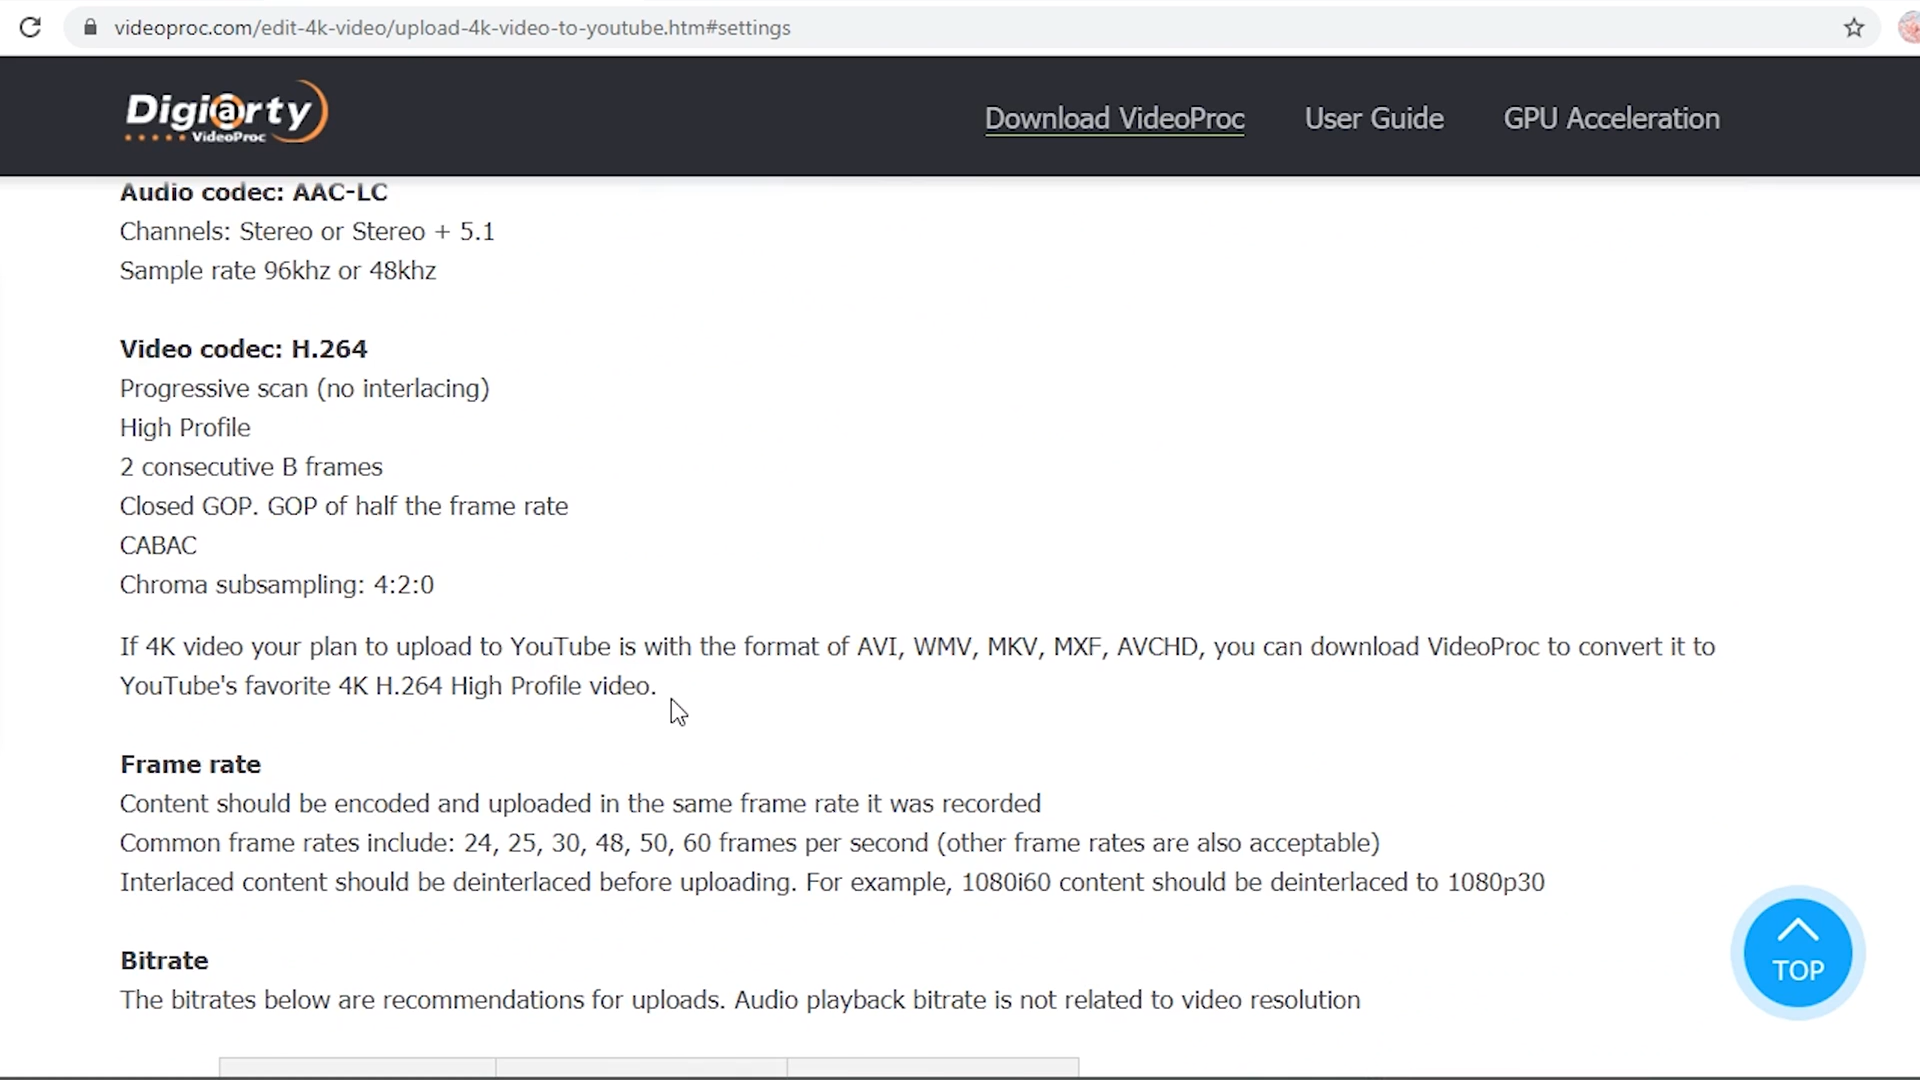 videoproc.com/edit-4k-video/upload-4k-video-to-youtube.htm#settings
Digi@rty
VideoProc
Download VideoProc
User Guide
GPU Acceleration
Audio codec: AAC-LC
Channels: Stereo or Stereo + 5.1
Sample rate 96khz or 48khz
Video codec: H.264
Progressive scan (no interlacing)
High Profile
2 consecutive B frames
Closed GOP. GOP of half the frame rate
CABAC
Chroma subsampling: 4:2:0
If 4K video your plan to upload to YouTube is with the format of AVI, WMV, MKV, MXF, AVCHD, you can download VideoProc to convert it to
YouTube's favorite 4K H.264 High Profile video.
Frame rate
Content should be encoded and uploaded in the same frame rate it was recorded
Common frame rates include: 24, 25, 30, 48, 50, 60 frames per second (other frame rates are also acceptable)
Interlaced content should be deinterlaced before uploading. For example, 1080i60 content should be deinterlaced to 1080p30
TOP
Bitrate
The bitrates below are recommendations for uploads. Audio playback bitrate is not related to video resolution